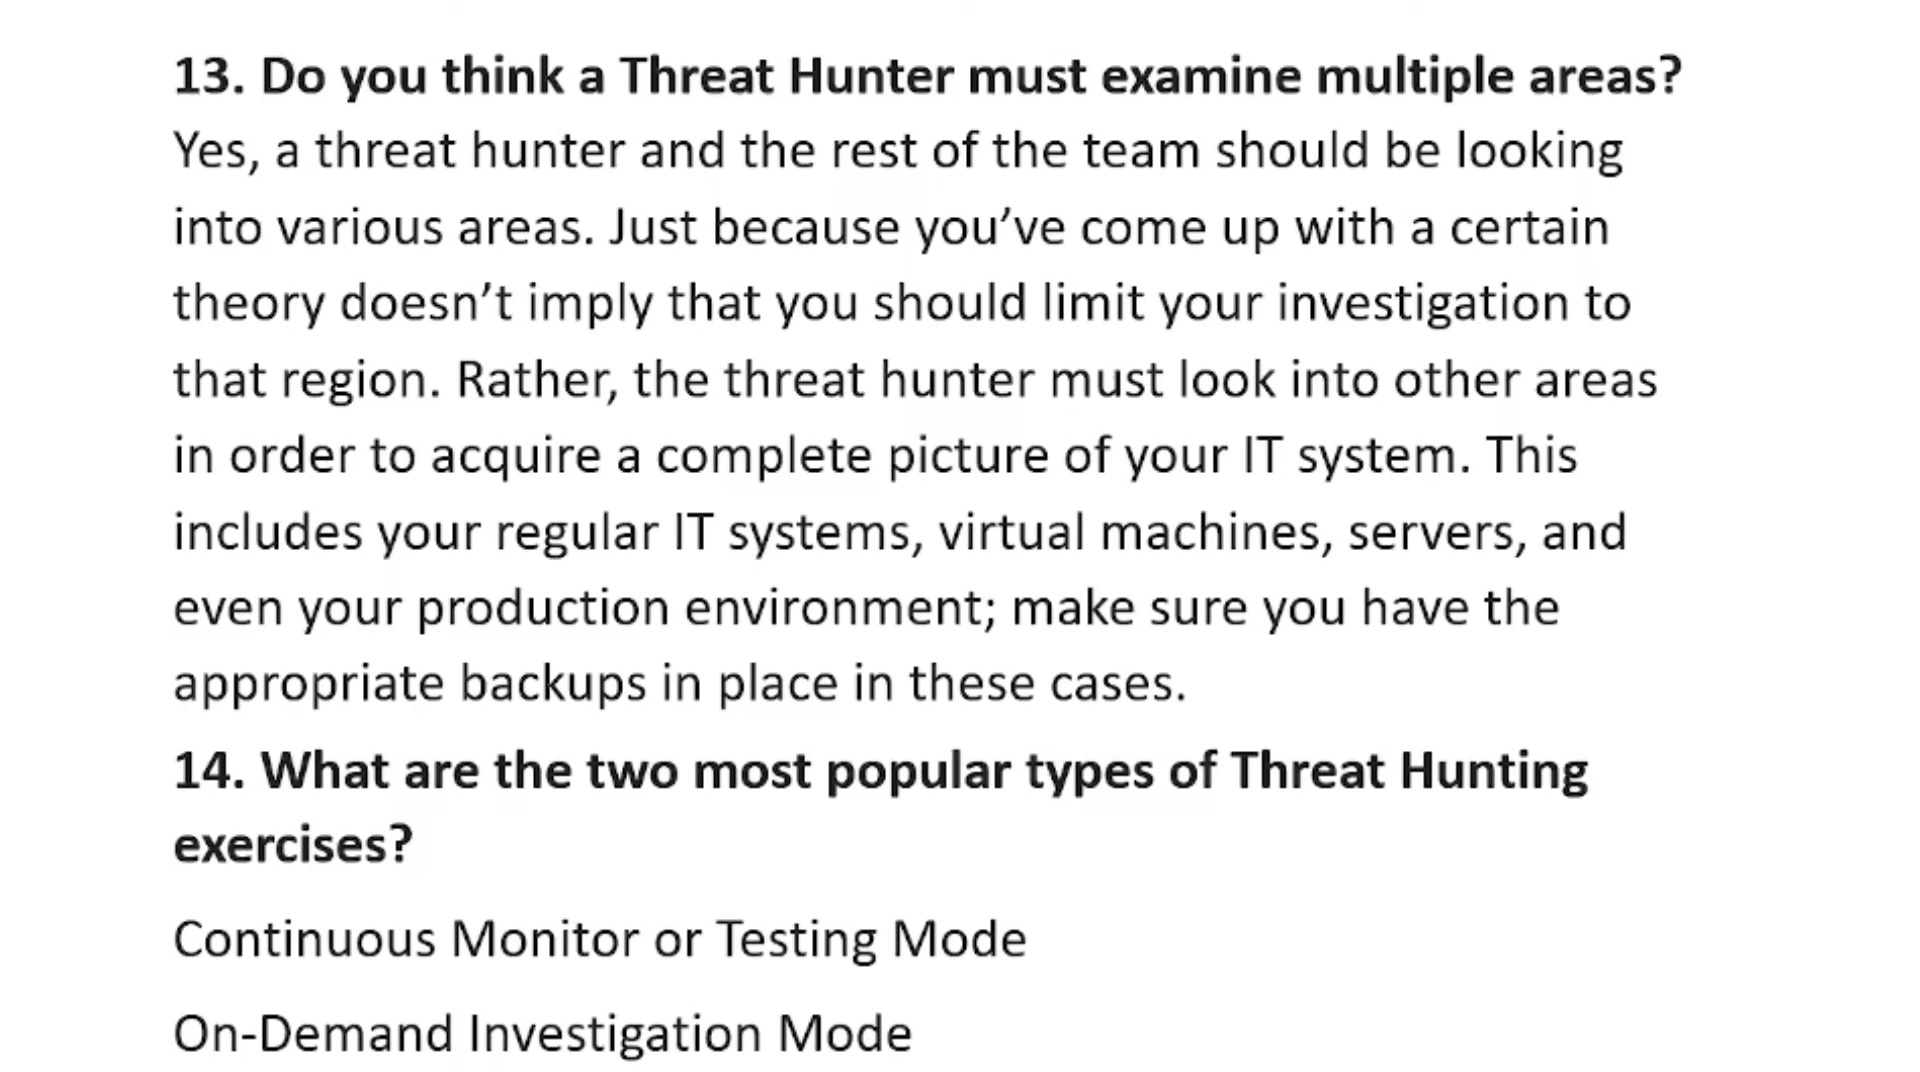 13. Do you think a Threat Hunter must examine multiple areas?
Yes, a threat hunter and the rest of the team should be looking
into various areas. Just because you’ve come up with a certain
theory doesn’t imply that you should limit your investigation to
that region. Rather, the threat hunter must look into other areas
in order to acquire a complete picture of your IT system. This
includes your regular IT systems, virtual machines, servers, and
even your production environment; make sure you have the
appropriate backups in place in these cases.
14. What are the two most popular types of Threat Hunting
exercises?
Continuous Monitor or Testing Mode
On-Demand Investigation Mode